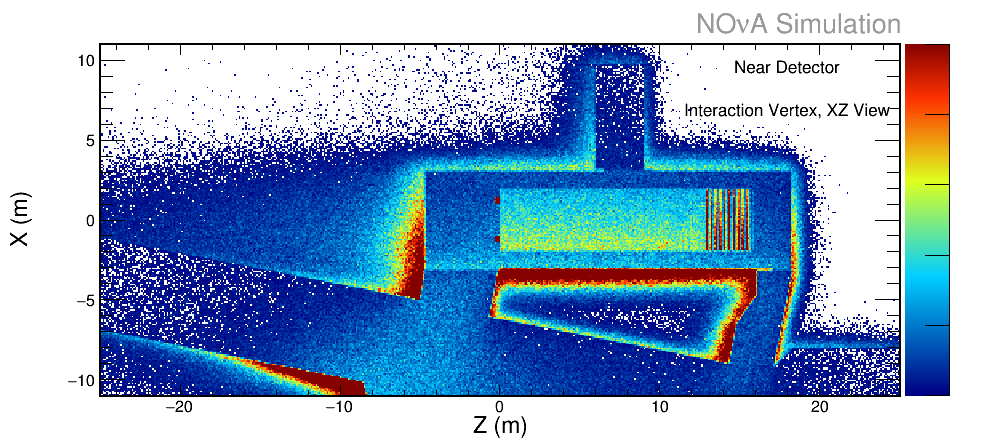 NOνA Simulation
Near Detector
Interaction Vertex, XZ View
10
5
0
−5
−10
X (m)
−20 −10 0 10 20
Z (m)